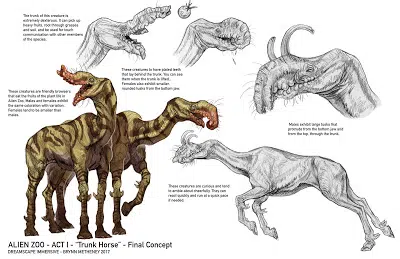 The trunk of this creature is
extremely dexterous. It can pick up
heavy fruits, root through grasses
and soil, and be used for touch
communication with other members
of the species.
These creatures to have plated teeth
that lay behind the trunk. You can see
them when the trunk is lifted.
Females also exhibit smaller,
rounded tusks from the bottom jaw.
These creatures are friendly browsers
that eat the fruits of the plant life in
Alien Zoo. Males and females exhibit
the same coloration with variation.
Females tend to be smaller than
males.
Males exhibit large tusks that
protrude from the bottom jaw and
from the top, through the trunk.
These creatures are curious and tend
to amble about cheerfully. They can
react quickly and run at a quick pace
if needed.
ALIEN ZOO - ACT I - "Trunk Horse" - Final Concept
DREAMSCAPE IMMERSIVE - BRYNN METHENEY 2017